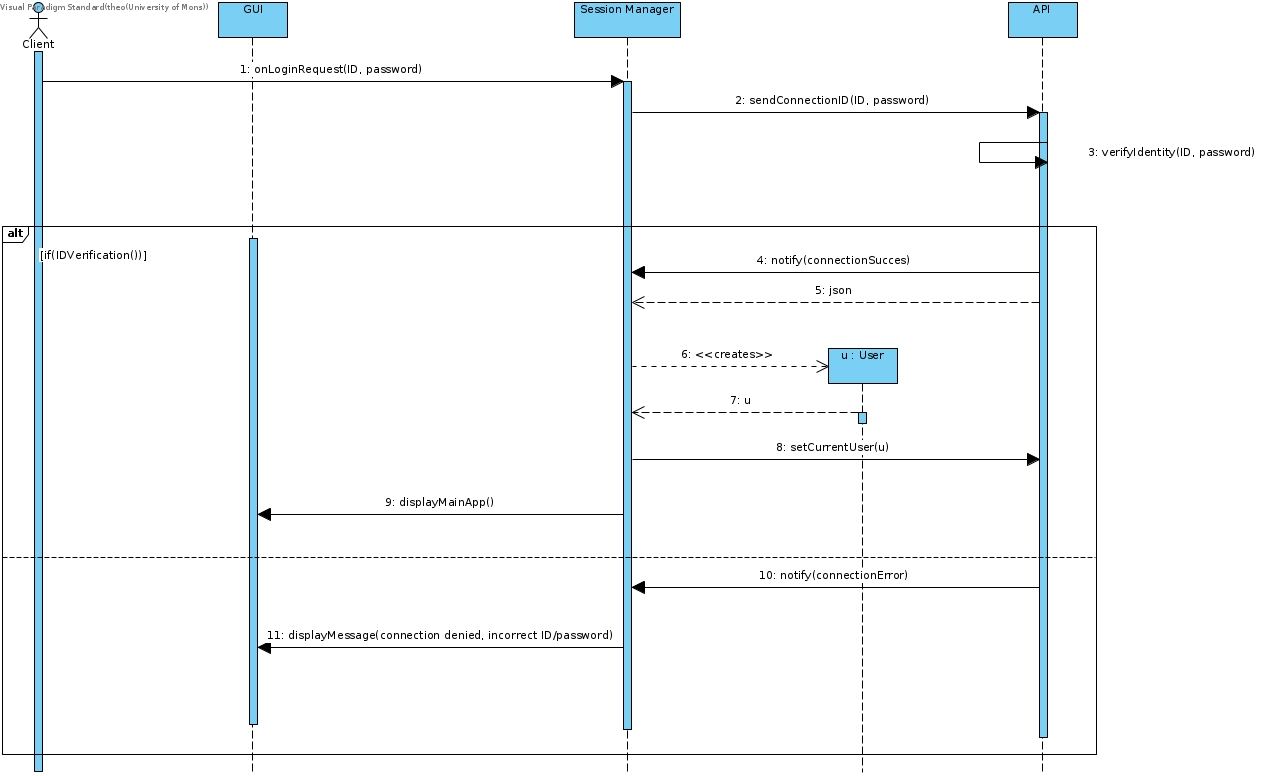 Visual Paradigm Standard(theo(University of Mons))
GUI
Session Manager
API
Client
1: onLoginRequest(ID, password)
2: sendConnectionID(ID, password)
3: verifyIdentity(ID, password)
alt
[if(IDVerification())]
4: notify(connectionSucces)
5: json
6: <<creates>>
u : User
7: u
8: setCurrentUser(u)
9: displayMainApp()
10: notify(connectionError)
11: displayMessage(connection denied, incorrect ID/password)